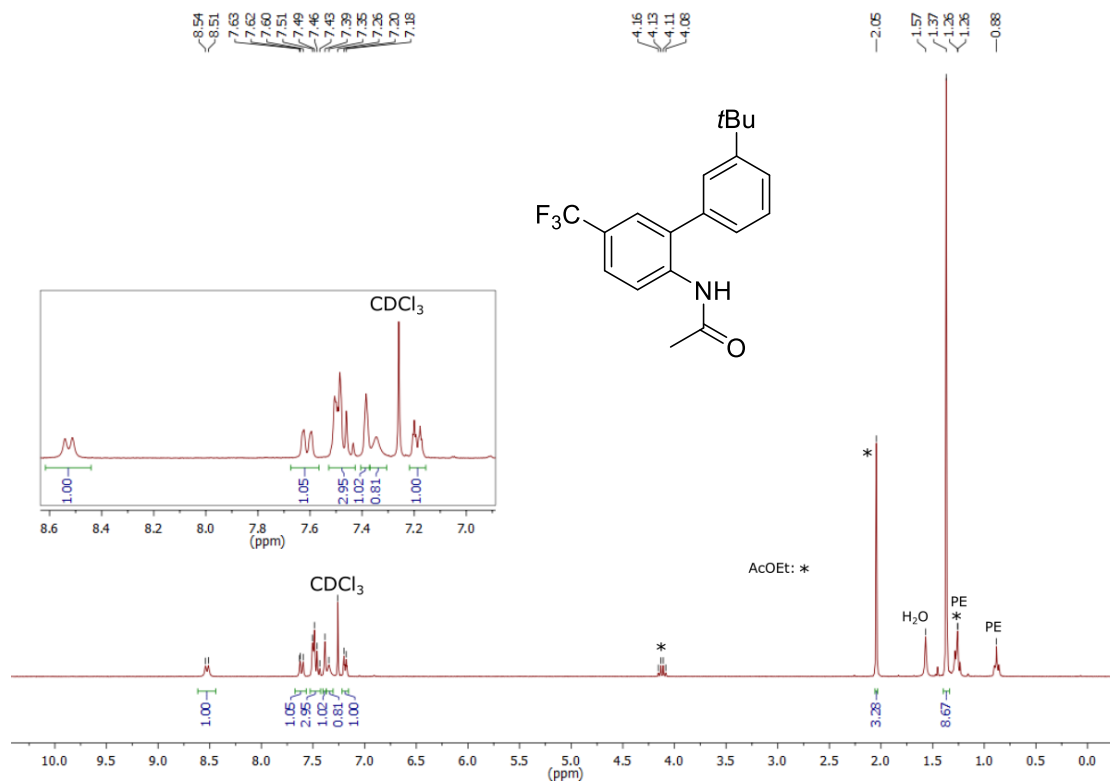 8.54
8.51
7.63
7.62
7.60
7.51
7.49
7.46
7.43
7.39
7.35
7.26
7.20
7.18
4.16
4.13
4.11
4.08
2.05
1.57
1.37
1.26
1.26
0.88
tBu
F₃C
NH
O
CDCl₃
1.00
1.05
2.95
1.02
0.81
1.00
8.6 8.4 8.2 8.0 7.8 7.6 7.4 7.2 7.0
(ppm)
*
AcOEt: *
CDCl₃
*
H₂O
PE
*
PE
1.00
1.05
2.95
1.02
0.81
1.00
3.28
8.67
10.0 9.5 9.0 8.5 8.0 7.5 7.0 6.5 6.0 5.5 5.0 4.5 4.0 3.5 3.0 2.5 2.0 1.5 1.0 0.5 0.0
(ppm)